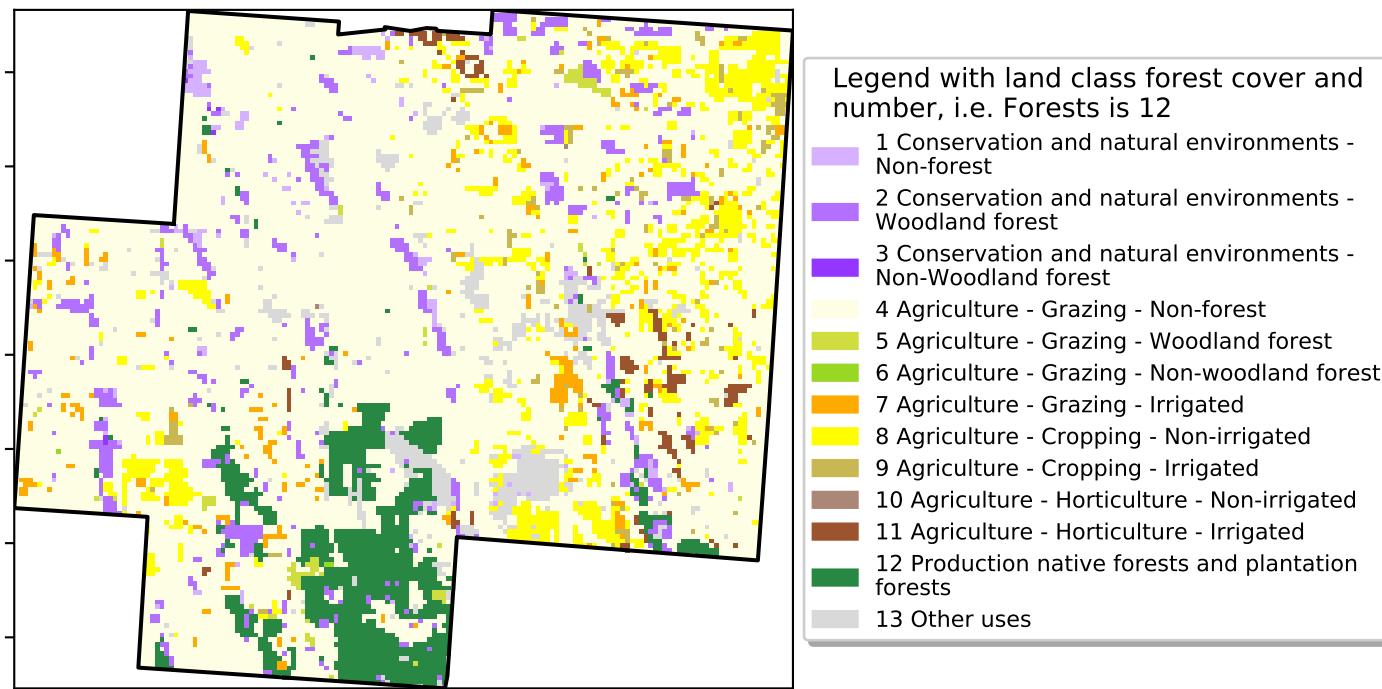 Legend with land class forest cover and
number, i.e. Forests is 12
1 Conservation and natural environments -
Non-forest
2 Conservation and natural environments -
Woodland forest
3 Conservation and natural environments -
Non-Woodland forest
4 Agriculture - Grazing - Non-forest
5 Agriculture - Grazing - Woodland forest
6 Agriculture - Grazing - Non-woodland forest
7 Agriculture - Grazing - Irrigated
8 Agriculture - Cropping - Non-irrigated
9 Agriculture - Cropping - Irrigated
10 Agriculture - Horticulture - Non-irrigated
11 Agriculture - Horticulture - Irrigated
12 Production native forests and plantation
forests
13 Other uses